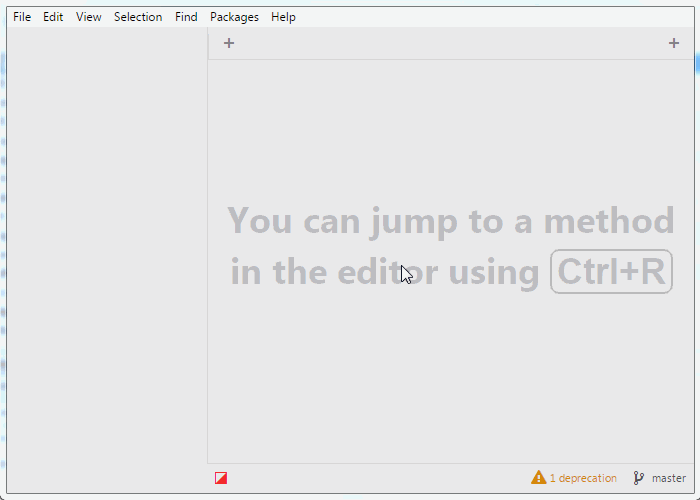 File Edit View Selection Find Packages Help
+ +
You can jump to a method
in the editor using Ctrl+R
1 deprecation master